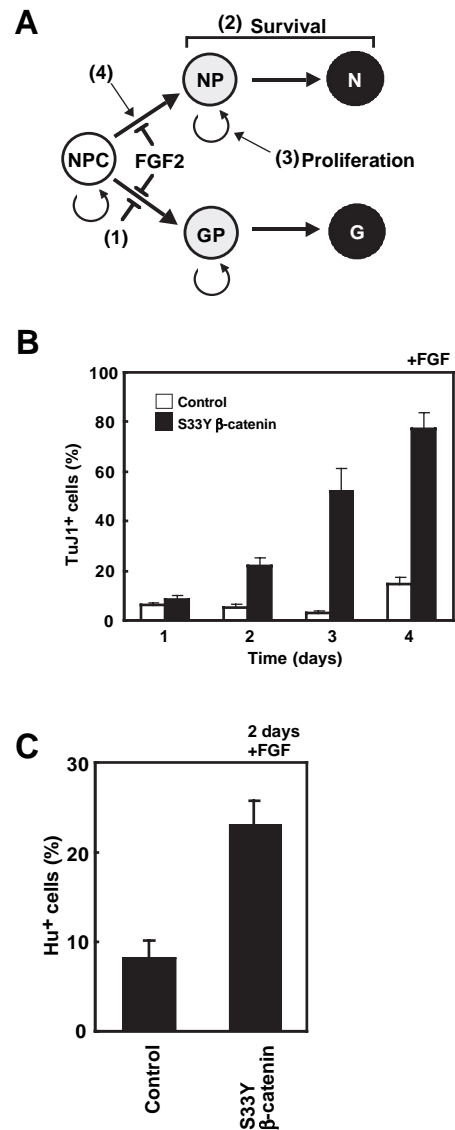 A
(2) Survival
(4)
NP
N
NPC
FGF2
(3) Proliferation
(1)
GP
G
B
+FGF
100
80
60
40
20
0
TuJ1+ cells (%)
Control
S33Y β-catenin
1 2 3 4
Time (days)
C
2 days
+FGF
30
20
10
0
Hu+ cells (%)
Control
S33Y
β-catenin